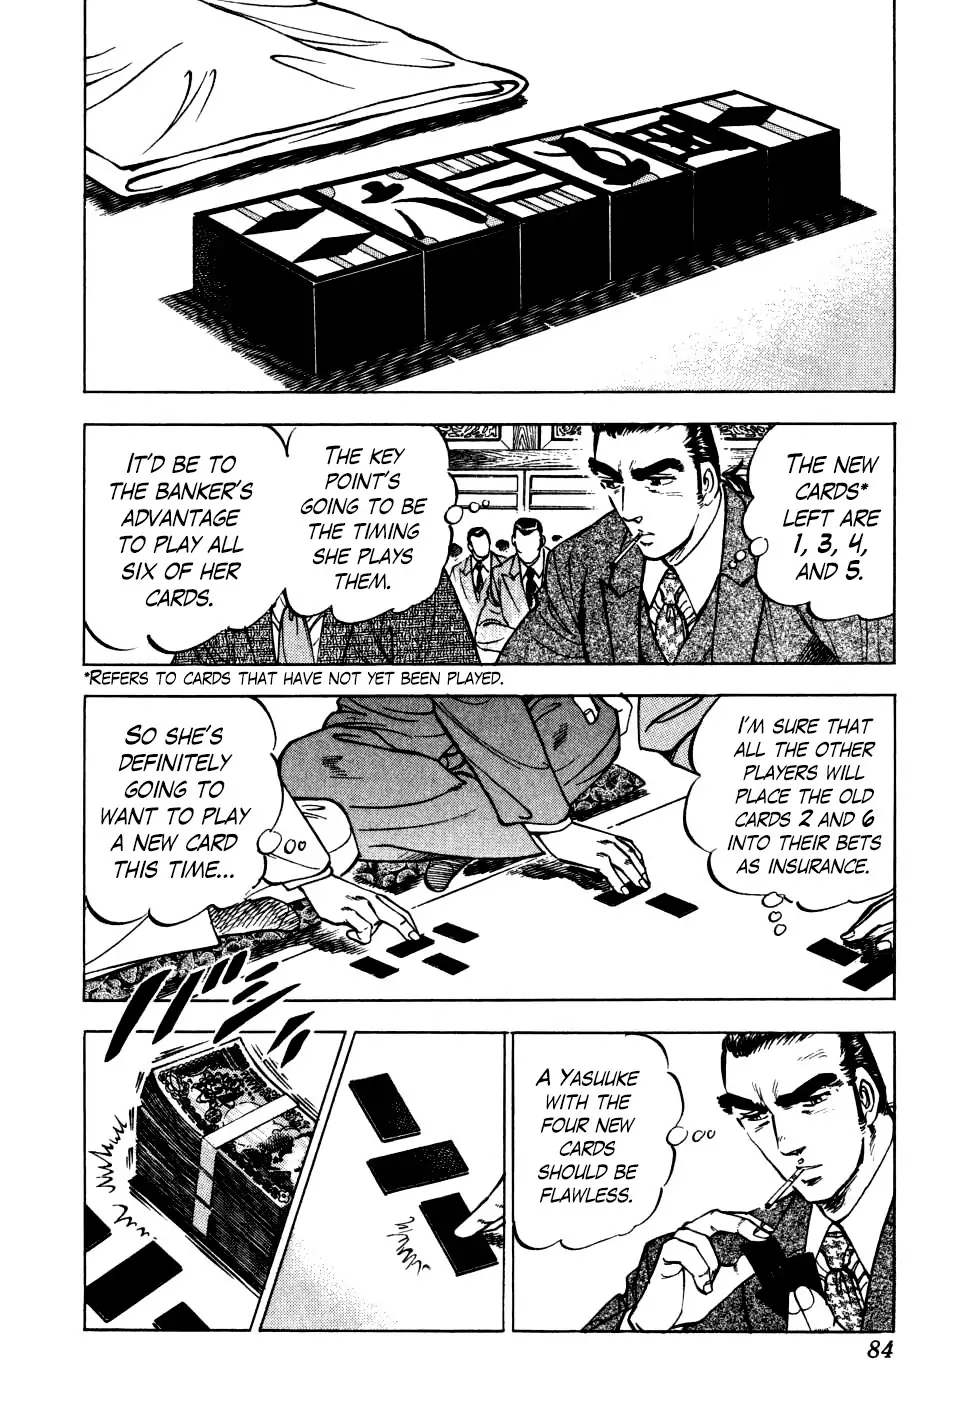 THE NEW
CARDS*
LEFT ARE
1, 3, 4,
AND 5.
THE KEY
POINT'S
GOING TO BE
THE TIMING
SHE PLAYS
THEM.
IT'D BE TO
THE BANKER'S
ADVANTAGE
TO PLAY ALL
SIX OF HER
CARDS.
*REFERS TO CARDS THAT HAVE NOT YET BEEN PLAYED.
I'M SURE THAT
ALL THE OTHER
PLAYERS WILL
PLACE THE OLD
CARDS 2 AND 6
INTO THEIR BETS
AS INSURANCE.
SO SHE'S
DEFINITELY
GOING TO
WANT TO PLAY
A NEW CARD
THIS TIME...
A YASUUKE
WITH THE
FOUR NEW
CARDS
SHOULD BE
FLAWLESS.
84